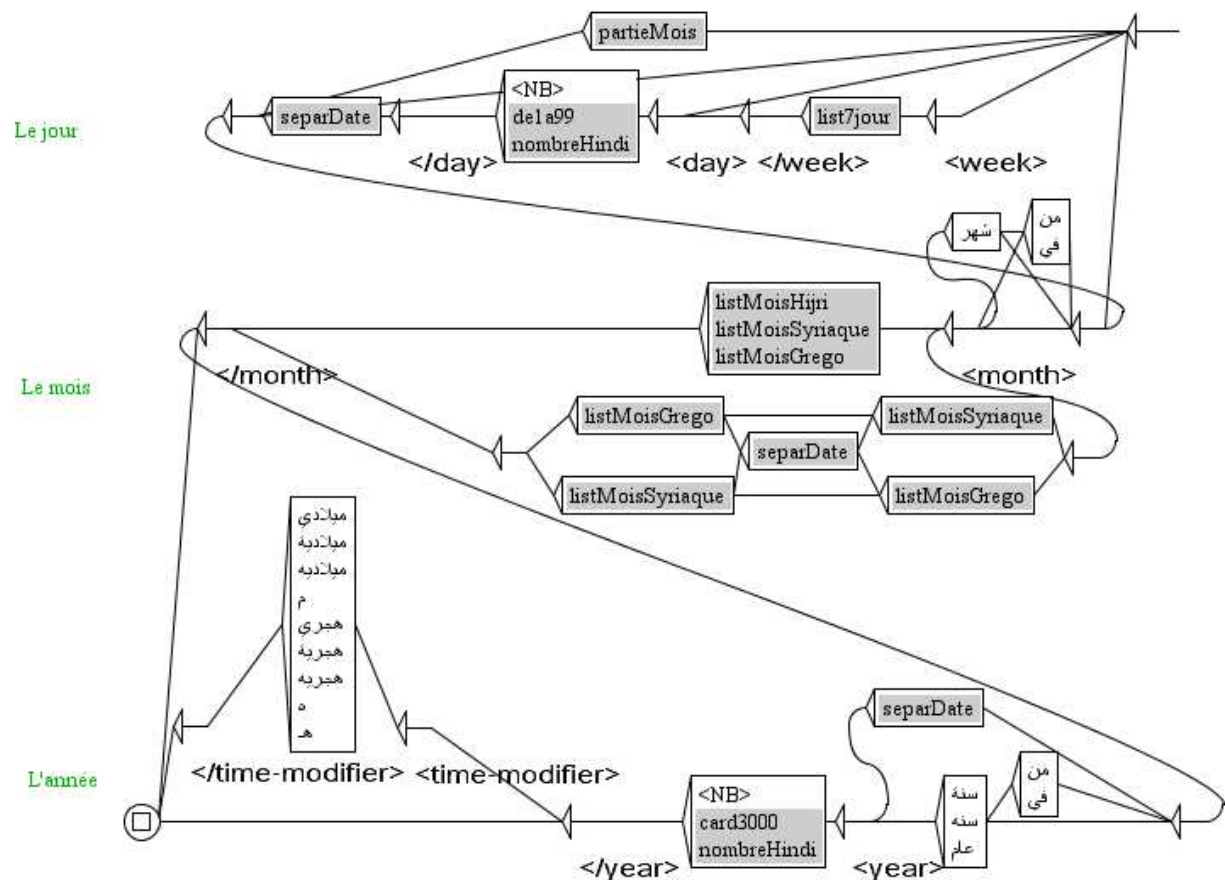 partieMois
<NB>
de1a99
nombreHindi
separDate
list7jour
Le jour
</day>
<day>
</week>
<week>
شهر
من
في
listMoisHijri
listMoisSyriaque
listMoisGrego
</month>
<month>
Le mois
listMoisGrego
listMoisSyriaque
separDate
listMoisSyriaque
listMoisGrego
ميلادي
ميلادية
ميلاديه
م
هجري
هجرية
هجريه
ه
هـ
</time-modifier>
<time-modifier>
L'année
separDate
<NB>
card3000
nombreHindi
</year>
<year>
سنة
سنه
عام
من
في